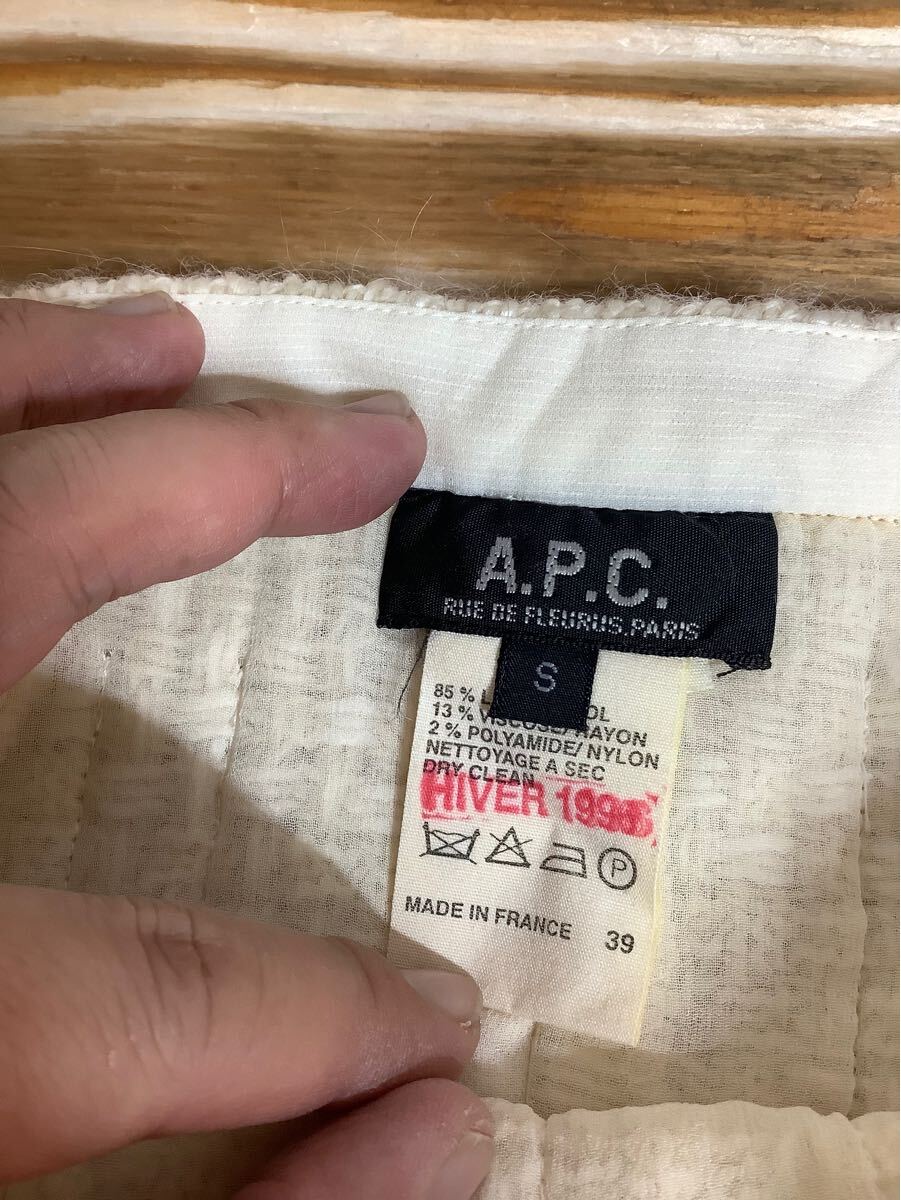 A.P.C.
RUE DE FLEURUS.PARIS
S
85 %
13 % VISCOSE/RAYON
2 % POLYAMIDE/NYLON
NETTOYAGE A SEC
DRY CLEAN
HIVER
P
MADE IN FRANCE 39